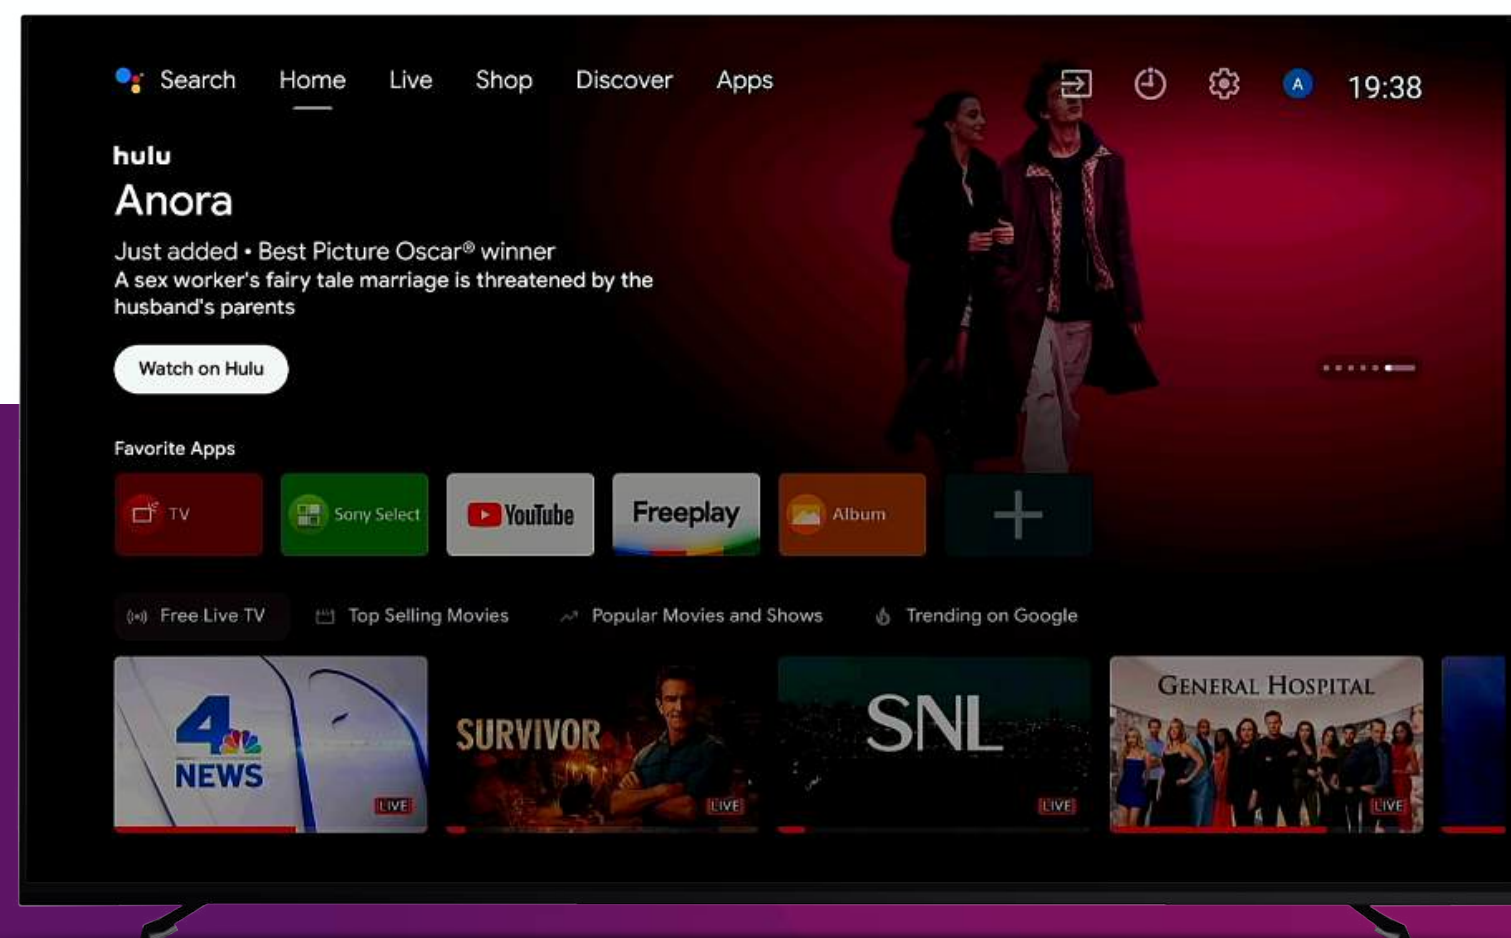 Search Home Live Shop Discover Apps A 19:38
hulu
Anora
Just added • Best Picture Oscar® winner
A sex worker's fairy tale marriage is threatened by the
husband's parents
Watch on Hulu
Favorite Apps
TV Sony Select YouTube Freeplay Album
Free Live TV Top Selling Movies Popular Movies and Shows Trending on Google
4
NEWS
LIVE
SURVIVOR
LIVE
SNL
LIVE
GENERAL HOSPITAL
LIVE